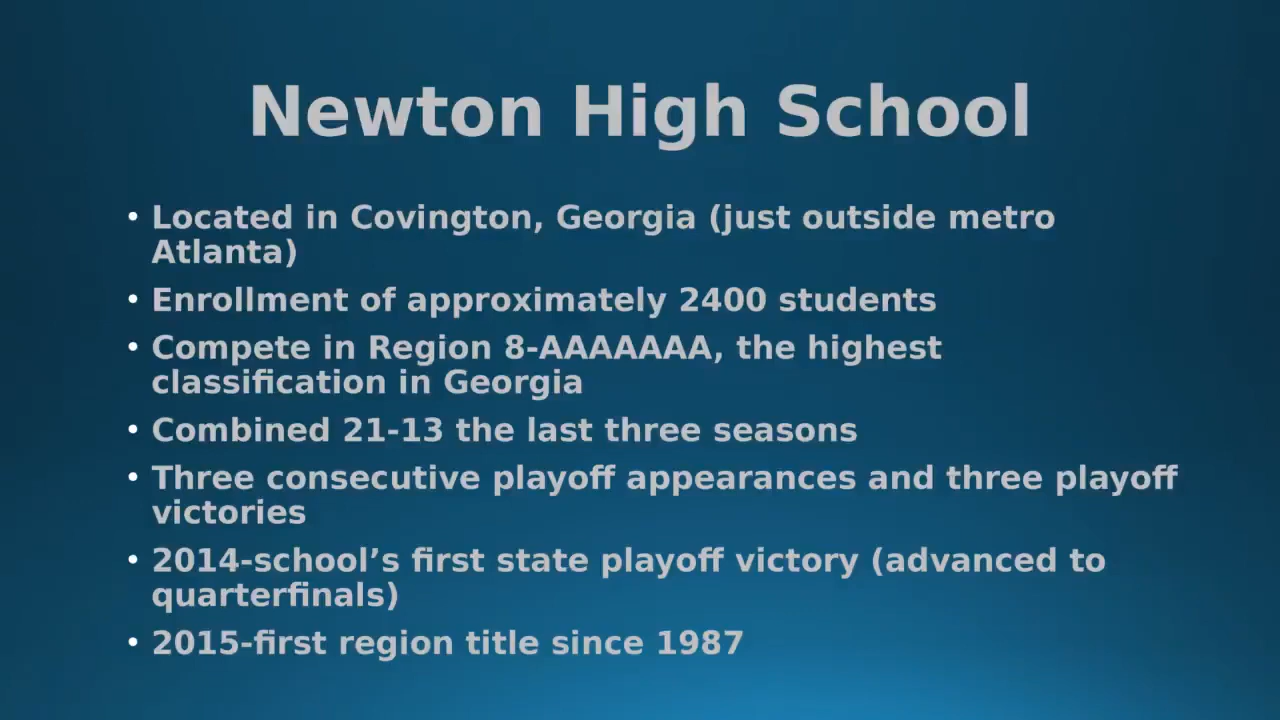 Newton High School
• Located in Covington, Georgia (just outside metro
Atlanta)
• Enrollment of approximately 2400 students
• Compete in Region 8-AAAAAAA, the highest
classification in Georgia
• Combined 21-13 the last three seasons
• Three consecutive playoff appearances and three playoff
victories
• 2014-school’s first state playoff victory (advanced to
quarterfinals)
• 2015-first region title since 1987